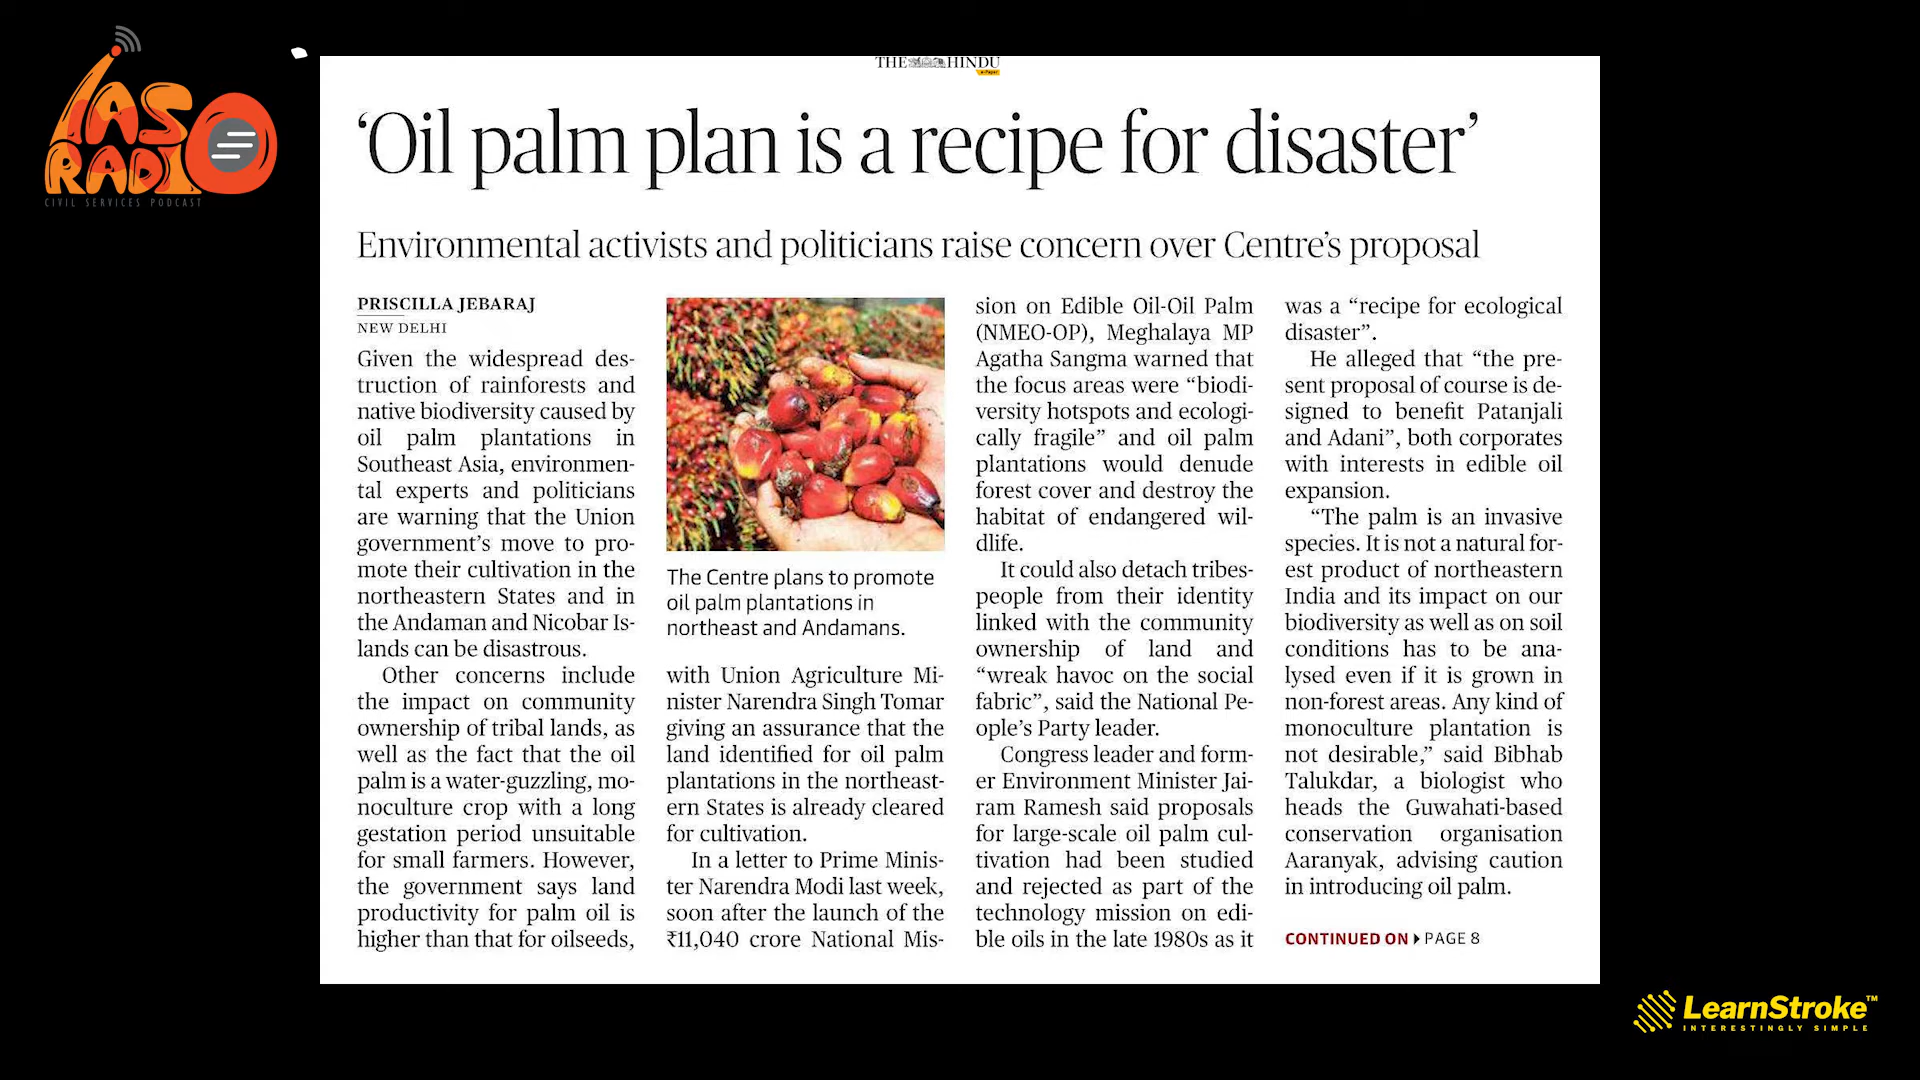 IAS
RADIO
CIVIL SERVICES PODCAST
THE HINDU
e-Paper
‘Oil palm plan is a recipe for disaster’
Environmental activists and politicians raise concern over Centre’s proposal
PRISCILLA JEBARAJ
NEW DELHI
Given the widespread des-
truction of rainforests and
native biodiversity caused by
oil palm plantations in
Southeast Asia, environmen-
tal experts and politicians
are warning that the Union
government’s move to pro-
mote their cultivation in the
northeastern States and in
the Andaman and Nicobar Is-
lands can be disastrous.
Other concerns include
the impact on community
ownership of tribal lands, as
well as the fact that the oil
palm is a water-guzzling, mo-
noculture crop with a long
gestation period unsuitable
for small farmers. However,
the government says land
productivity for palm oil is
higher than that for oilseeds,
The Centre plans to promote
oil palm plantations in
northeast and Andamans.
with Union Agriculture Mi-
nister Narendra Singh Tomar
giving an assurance that the
land identified for oil palm
plantations in the northeast-
ern States is already cleared
for cultivation.
In a letter to Prime Minis-
ter Narendra Modi last week,
soon after the launch of the
₹11,040 crore National Mis-
sion on Edible Oil-Oil Palm
(NMEO-OP), Meghalaya MP
Agatha Sangma warned that
the focus areas were “biodi-
versity hotspots and ecologi-
cally fragile” and oil palm
plantations would denude
forest cover and destroy the
habitat of endangered wil-
dlife.
It could also detach tribes-
people from their identity
linked with the community
ownership of land and
“wreak havoc on the social
fabric”, said the National Pe-
ople’s Party leader.
Congress leader and form-
er Environment Minister Jai-
ram Ramesh said proposals
for large-scale oil palm cul-
tivation had been studied
and rejected as part of the
technology mission on edi-
ble oils in the late 1980s as it
was a “recipe for ecological
disaster”.
He alleged that “the pre-
sent proposal of course is de-
signed to benefit Patanjali
and Adani”, both corporates
with interests in edible oil
expansion.
“The palm is an invasive
species. It is not a natural for-
est product of northeastern
India and its impact on our
biodiversity as well as on soil
conditions has to be ana-
lysed even if it is grown in
non-forest areas. Any kind of
monoculture plantation is
not desirable,” said Bibhab
Talukdar, a biologist who
heads the Guwahati-based
conservation organisation
Aaranyak, advising caution
in introducing oil palm.
CONTINUED ON PAGE 8
LearnStroke™
INTERESTINGLY SIMPLE